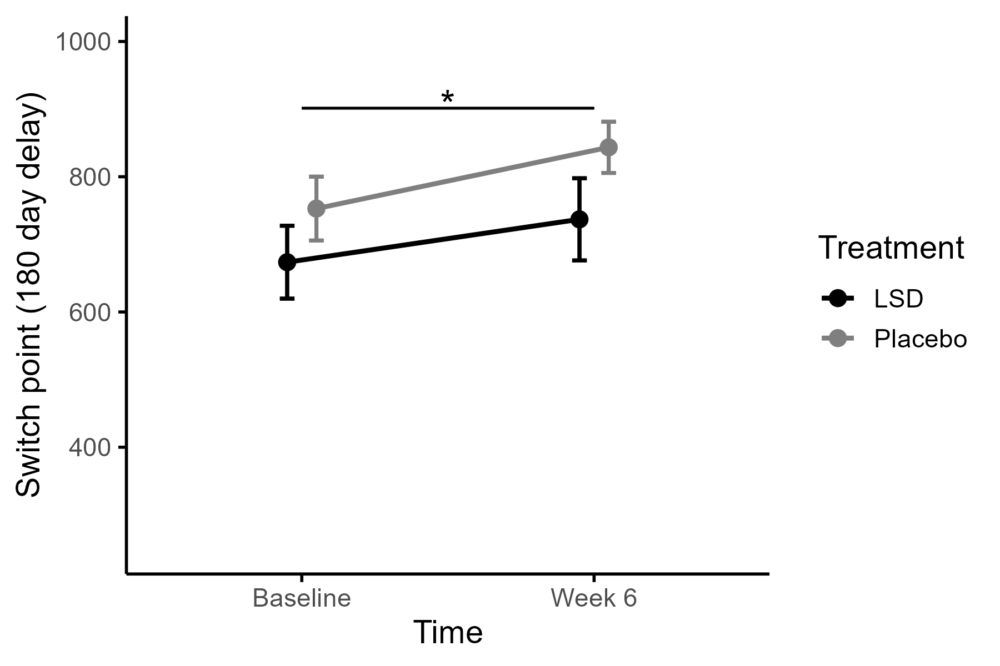 1000
800
600
400
Switch point (180 day delay)
*
Baseline
Week 6
Time
Treatment
LSD
Placebo